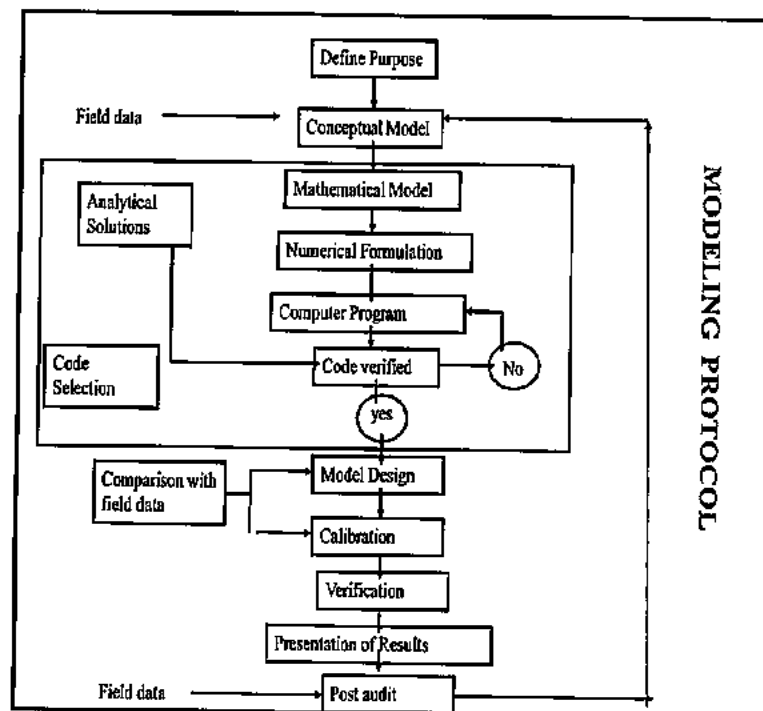 Define Purpose
Field data
Conceptual Model
Mathematical Model
Analytical
Solutions
Numerical Formulation
Computer Program
Code verified
No
Code
Selection
yes
Model Design
Comparison with
field data
Calibration
Verification
Presentation of Results
Field data
Post audit
MODELING PROTOCOL